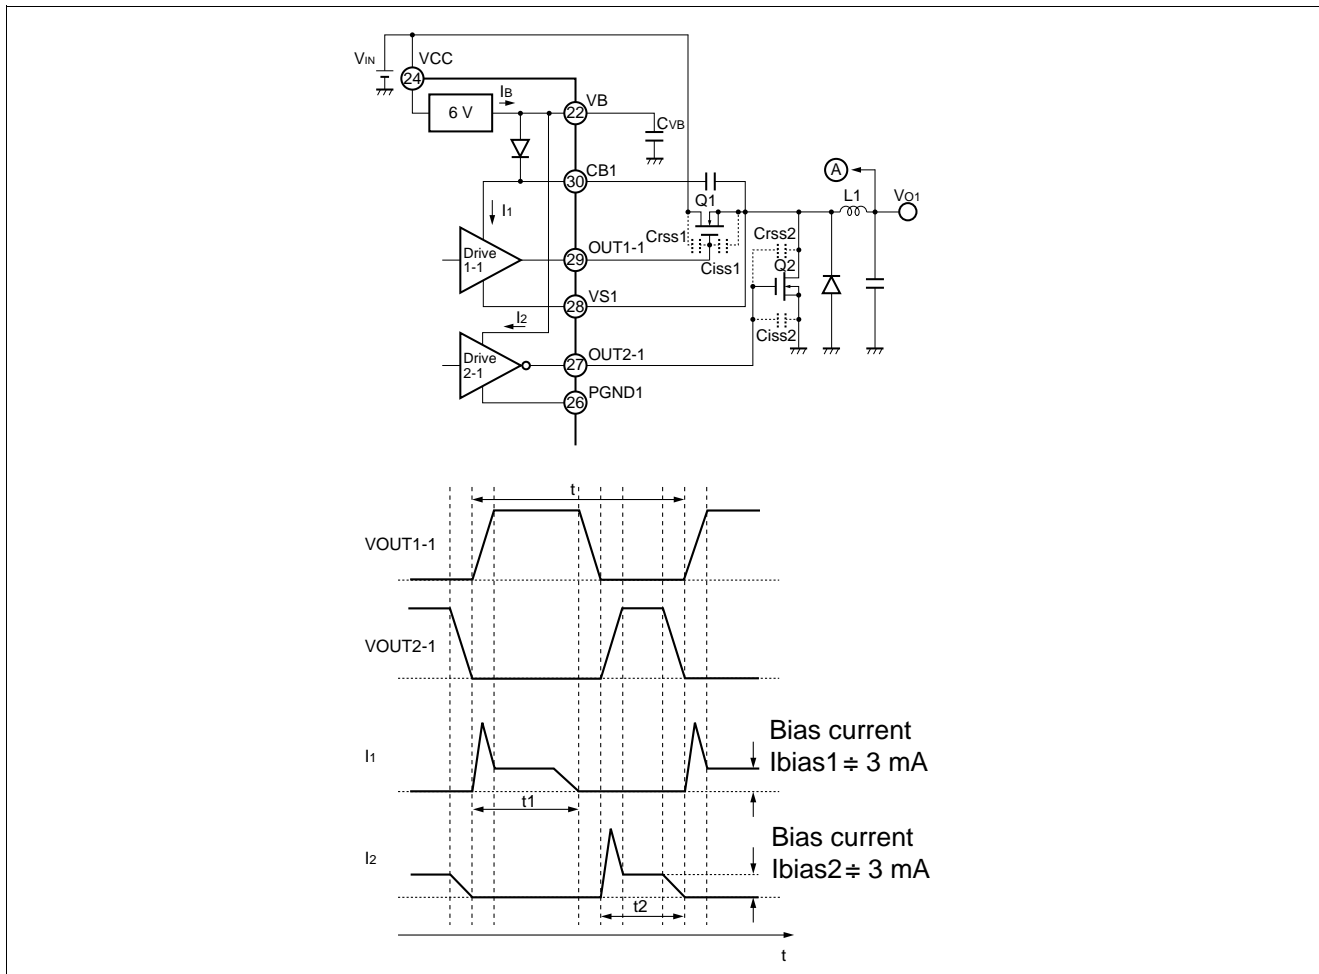 VIN
VCC
24
IB
VB
6 V
22
CVB
CB1
30
A
Q1
L1
VO1
I1
Crss1
Crss2
Drive
1-1
OUT1-1
29
Ciss1
Q2
VS1
28
I2
Ciss2
Drive
2-1
OUT2-1
27
PGND1
26
t
VOUT1-1
VOUT2-1
Bias current
I1
Ibias1 ≑ 3 mA
t1
Bias current
I2
Ibias2 ≑ 3 mA
t2
t